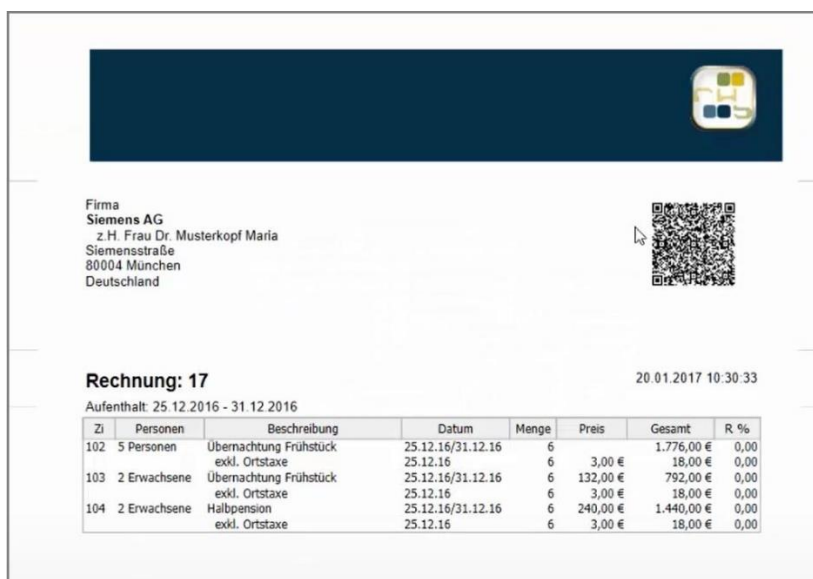 rHS
Firma
Siemens AG
z.H. Frau Dr. Musterkopf Maria
Siemensstraße
80004 München
Deutschland
Rechnung: 17 20.01.2017 10:30:33
Aufenthalt: 25.12.2016 - 31.12.2016
Zi Personen Beschreibung Datum Menge Preis Gesamt R %
102 5 Personen Übernachtung Frühstück 25.12.16/31.12.16 6 1.776,00 € 0,00
exkl. Ortstaxe 25.12.16 6 3,00 € 18,00 € 0,00
103 2 Erwachsene Übernachtung Frühstück 25.12.16/31.12.16 6 132,00 € 792,00 € 0,00
exkl. Ortstaxe 25.12.16 6 3,00 € 18,00 € 0,00
104 2 Erwachsene Halbpension 25.12.16/31.12.16 6 240,00 € 1.440,00 € 0,00
exkl. Ortstaxe 25.12.16 6 3,00 € 18,00 € 0,00